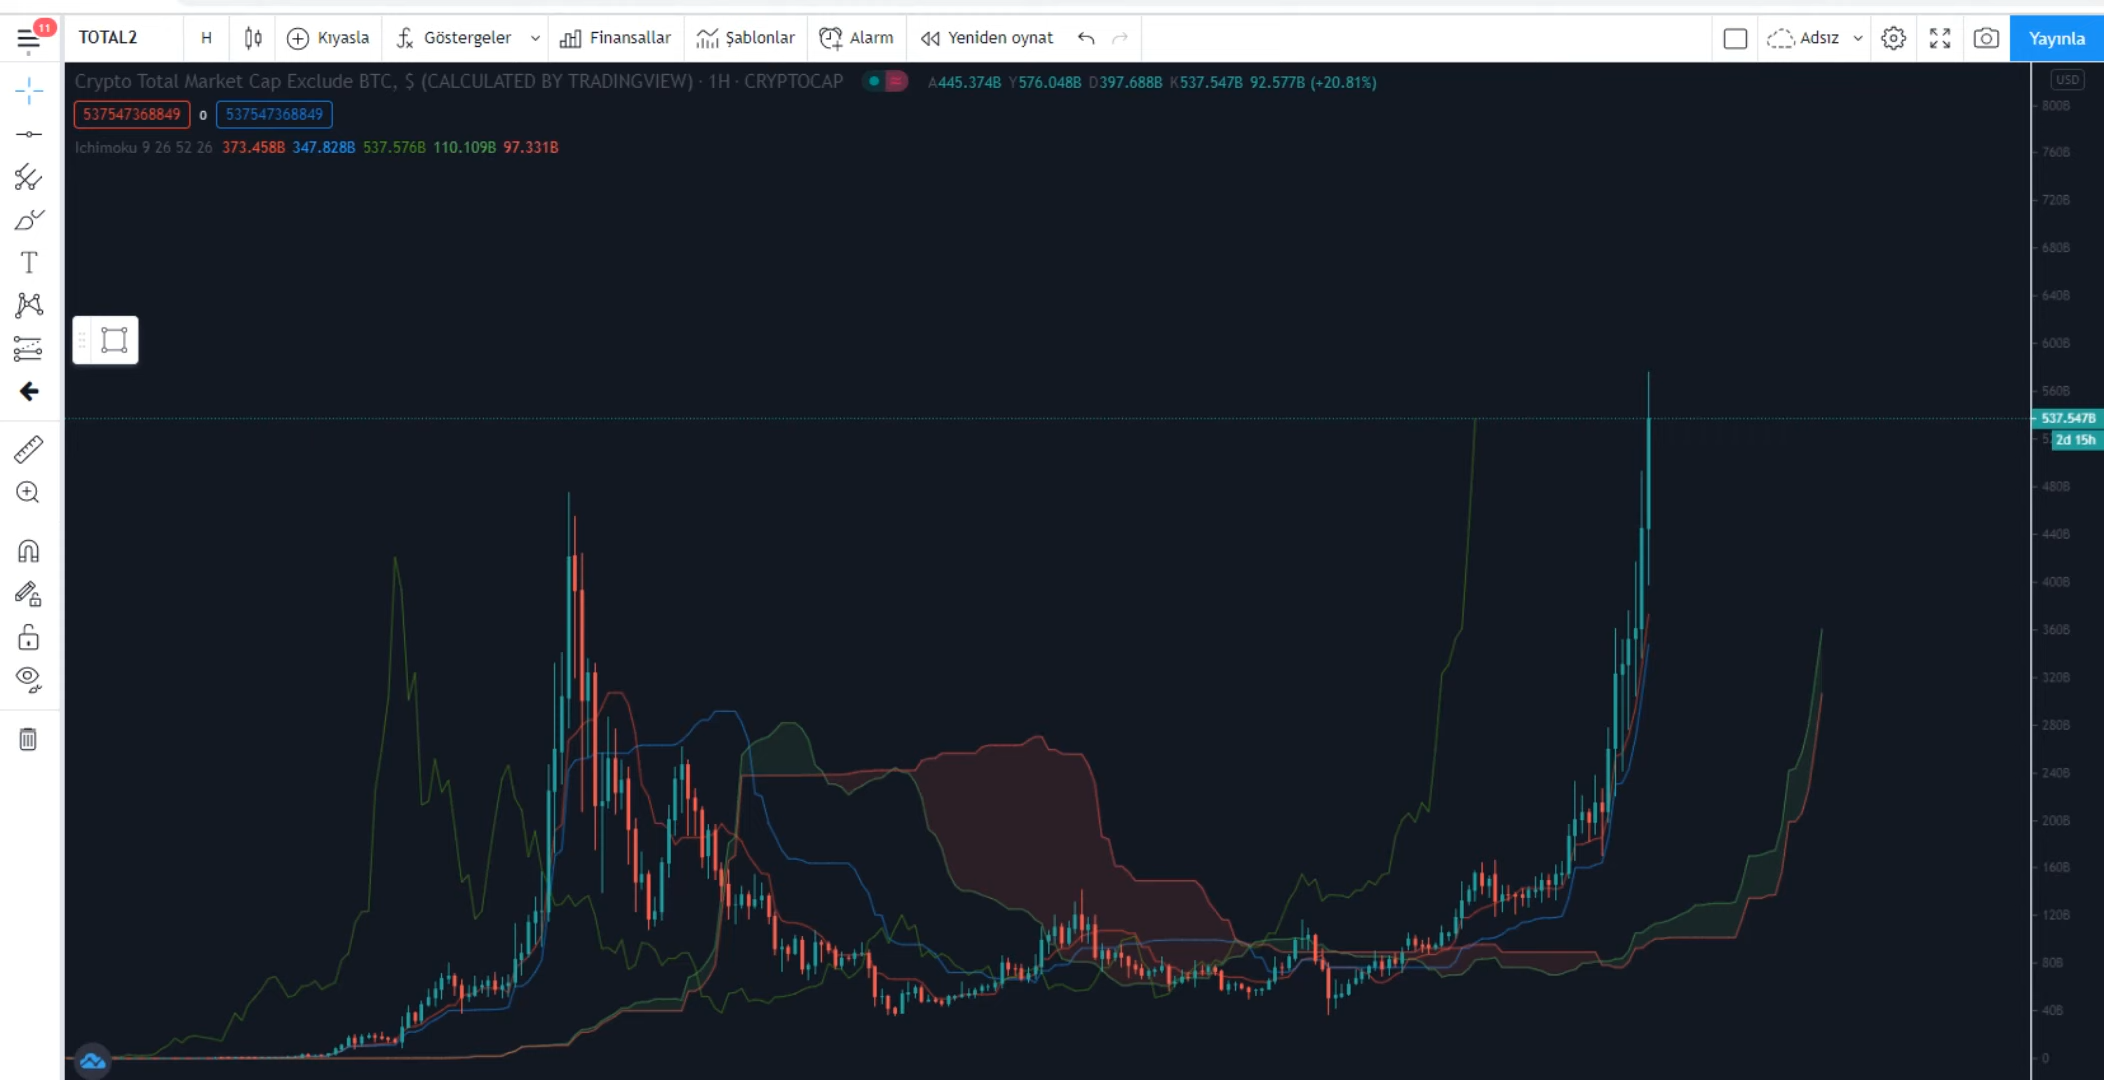 11
TOTAL2 H Kıyasla Göstergeler Finansallar Şablonlar Alarm Yeniden oynat Adsız Yayınla
Crypto Total Market Cap Exclude BTC, $ (CALCULATED BY TRADINGVIEW) · 1H · CRYPTOCAP A445.374B Y576.048B D397.688B K537.547B 92.577B (+20.81%)
USD
537547368849 0 537547368849
Ichimoku 9 26 52 26 373.458B 347.828B 537.576B 110.109B 97.331B
800B
760B
720B
680B
640B
600B
560B
537.547B
2d 15h
480B
440B
400B
360B
320B
280B
240B
200B
160B
120B
80B
40B
0